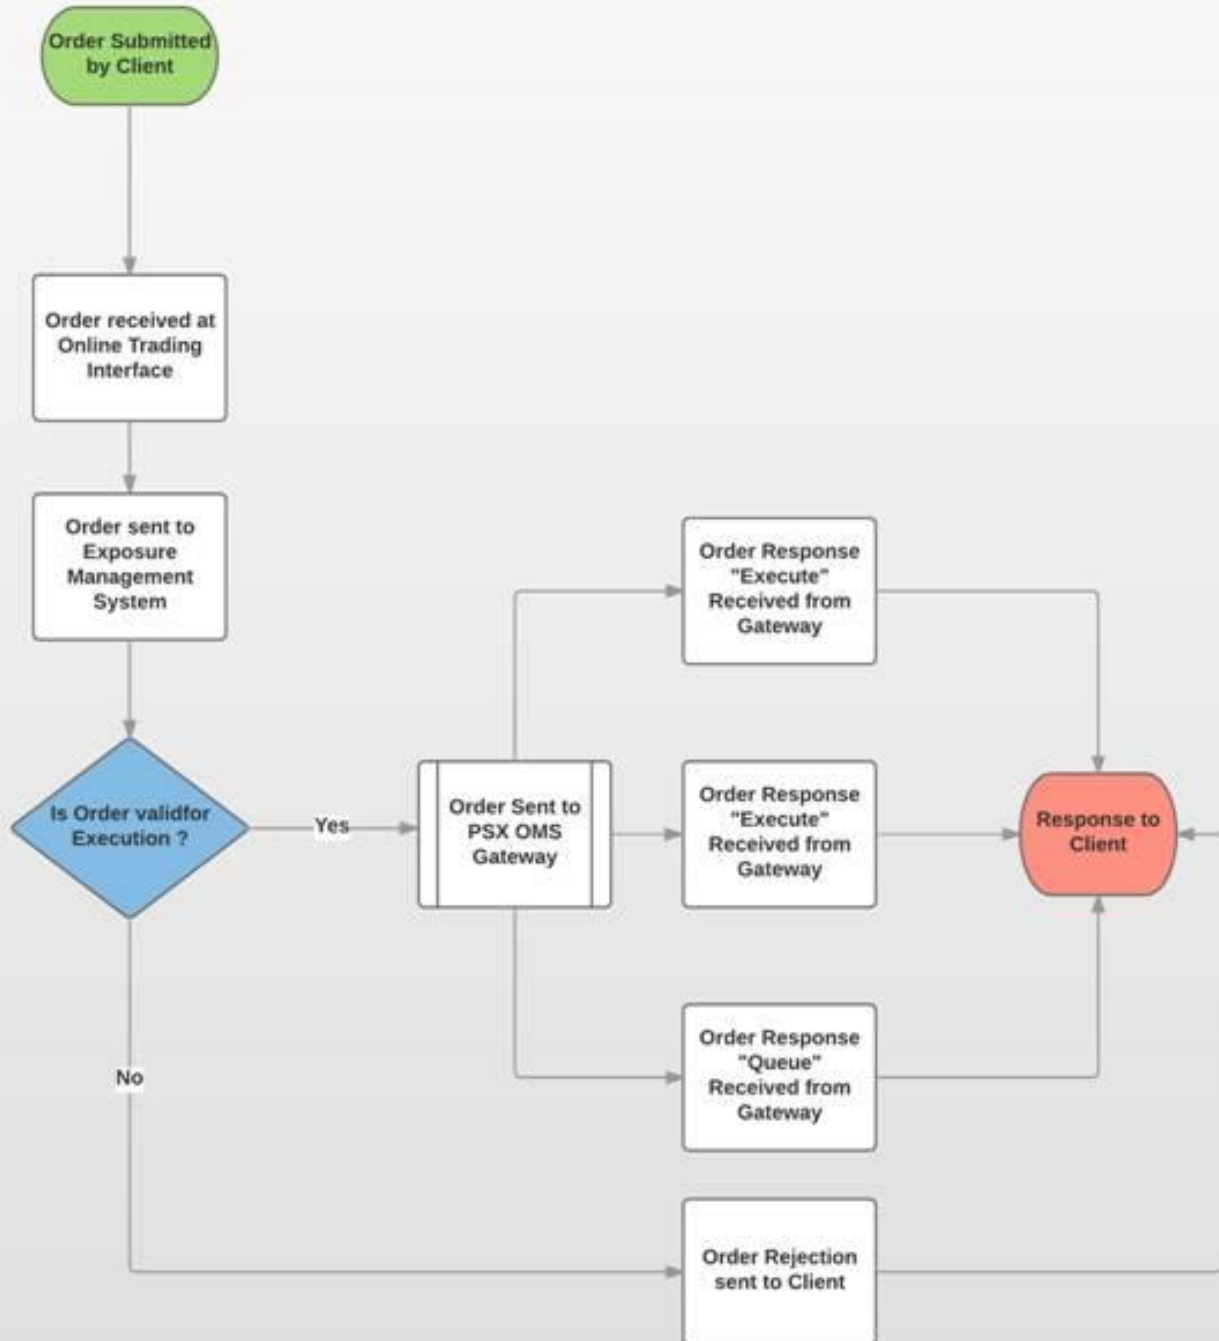 Order Submitted
by Client
Order received at
Online Trading
Interface
Order sent to
Exposure
Management
System
Is Order validfor
Execution ?
Yes
No
Order Sent to
PSX OMS
Gateway
Order Response
"Execute"
Received from
Gateway
Order Response
"Execute"
Received from
Gateway
Order Response
"Queue"
Received from
Gateway
Order Rejection
sent to Client
Response to
Client